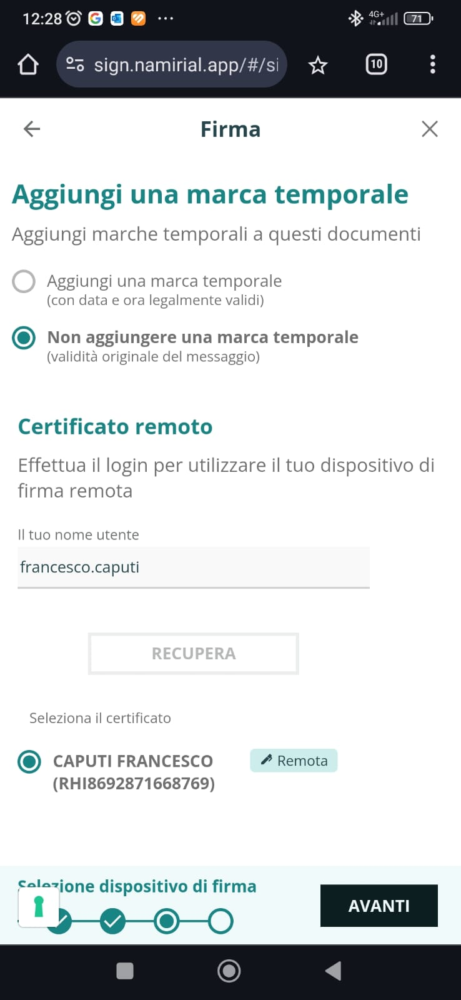 12:28
4G+
71
sign.namirial.app/#/si
10
Firma
Aggiungi una marca temporale
Aggiungi marche temporali a questi documenti
Aggiungi una marca temporale
(con data e ora legalmente validi)
Non aggiungere una marca temporale
(validità originale del messaggio)
Certificato remoto
Effettua il login per utilizzare il tuo dispositivo di
firma remota
Il tuo nome utente
francesco.caputi
RECUPERA
Seleziona il certificato
CAPUTI FRANCESCO
(RHI8692871668769)
Remota
Selezione dispositivo di firma
AVANTI